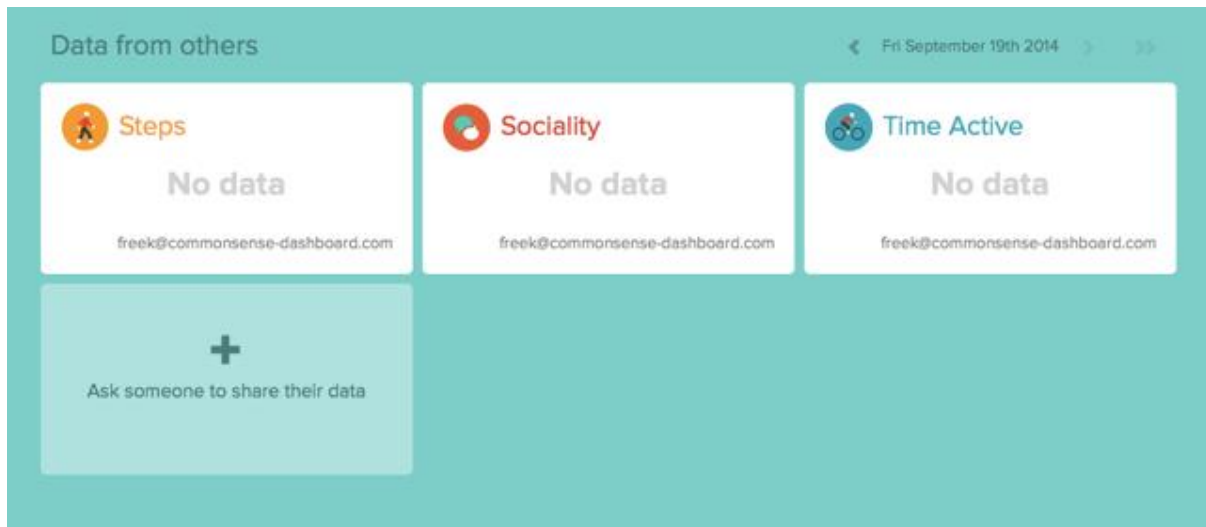 Data from others
Fri September 19th 2014
Steps
No data
freek@commonsense-dashboard.com
Sociality
No data
freek@commonsense-dashboard.com
Time Active
No data
freek@commonsense-dashboard.com
Ask someone to share their data